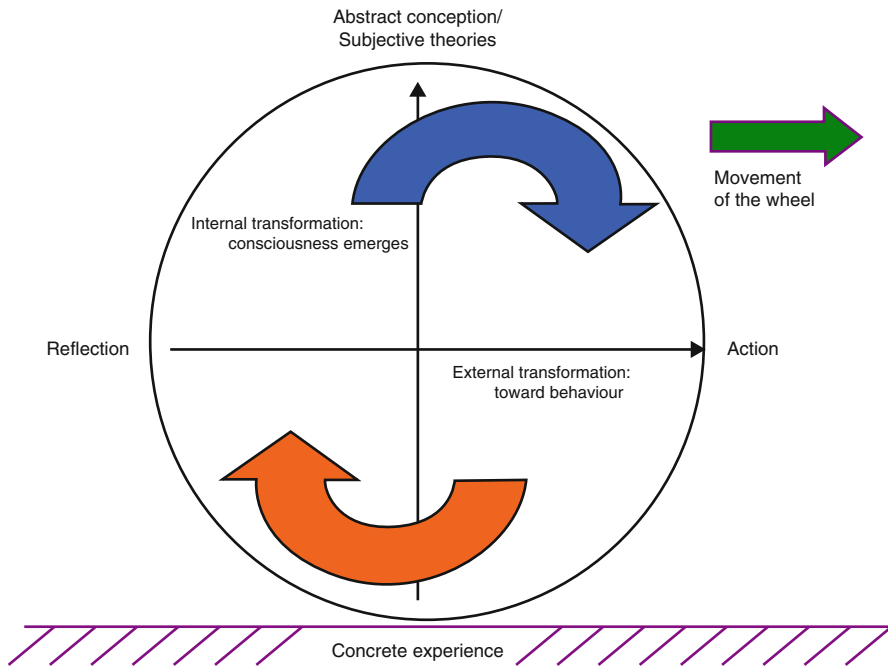 Abstract conception/
Subjective theories
Movement
of the wheel
Internal transformation:
consciousness emerges
Reflection
Action
External transformation:
toward behaviour
Concrete experience